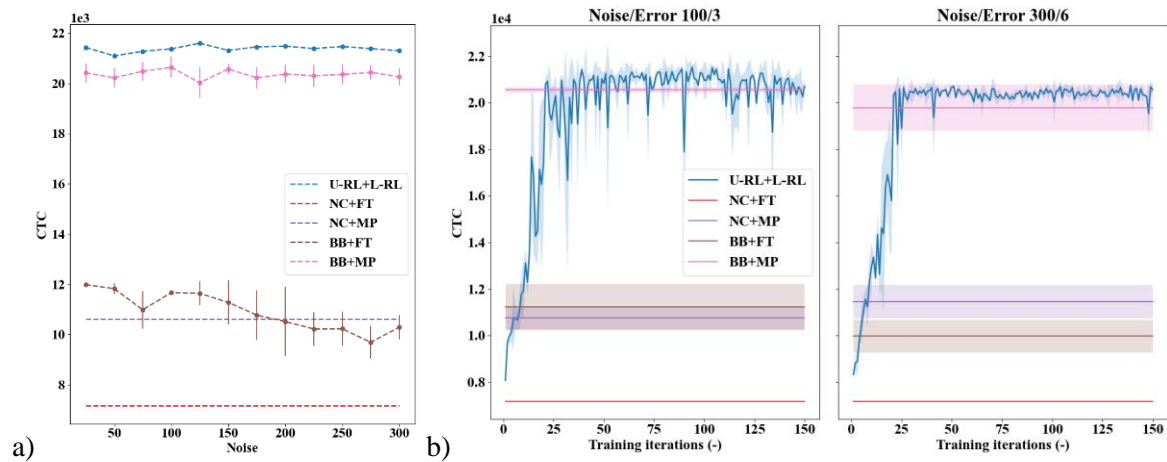 1e3
22
20
18
16
14
12
10
8
CTC
50
100
150
200
250
300
Noise
U-RL+L-RL
NC+FT
NC+MP
BB+FT
BB+MP
a)
Noise/Error 100/3
1e4
2.2
2.0
1.8
1.6
1.4
1.2
1.0
0.8
CTC
0
25
50
75
100
125
150
Training iterations (-)
U-RL+L-RL
NC+FT
NC+MP
BB+FT
BB+MP
b)
Noise/Error 300/6
0
25
50
75
100
125
150
Training iterations (-)